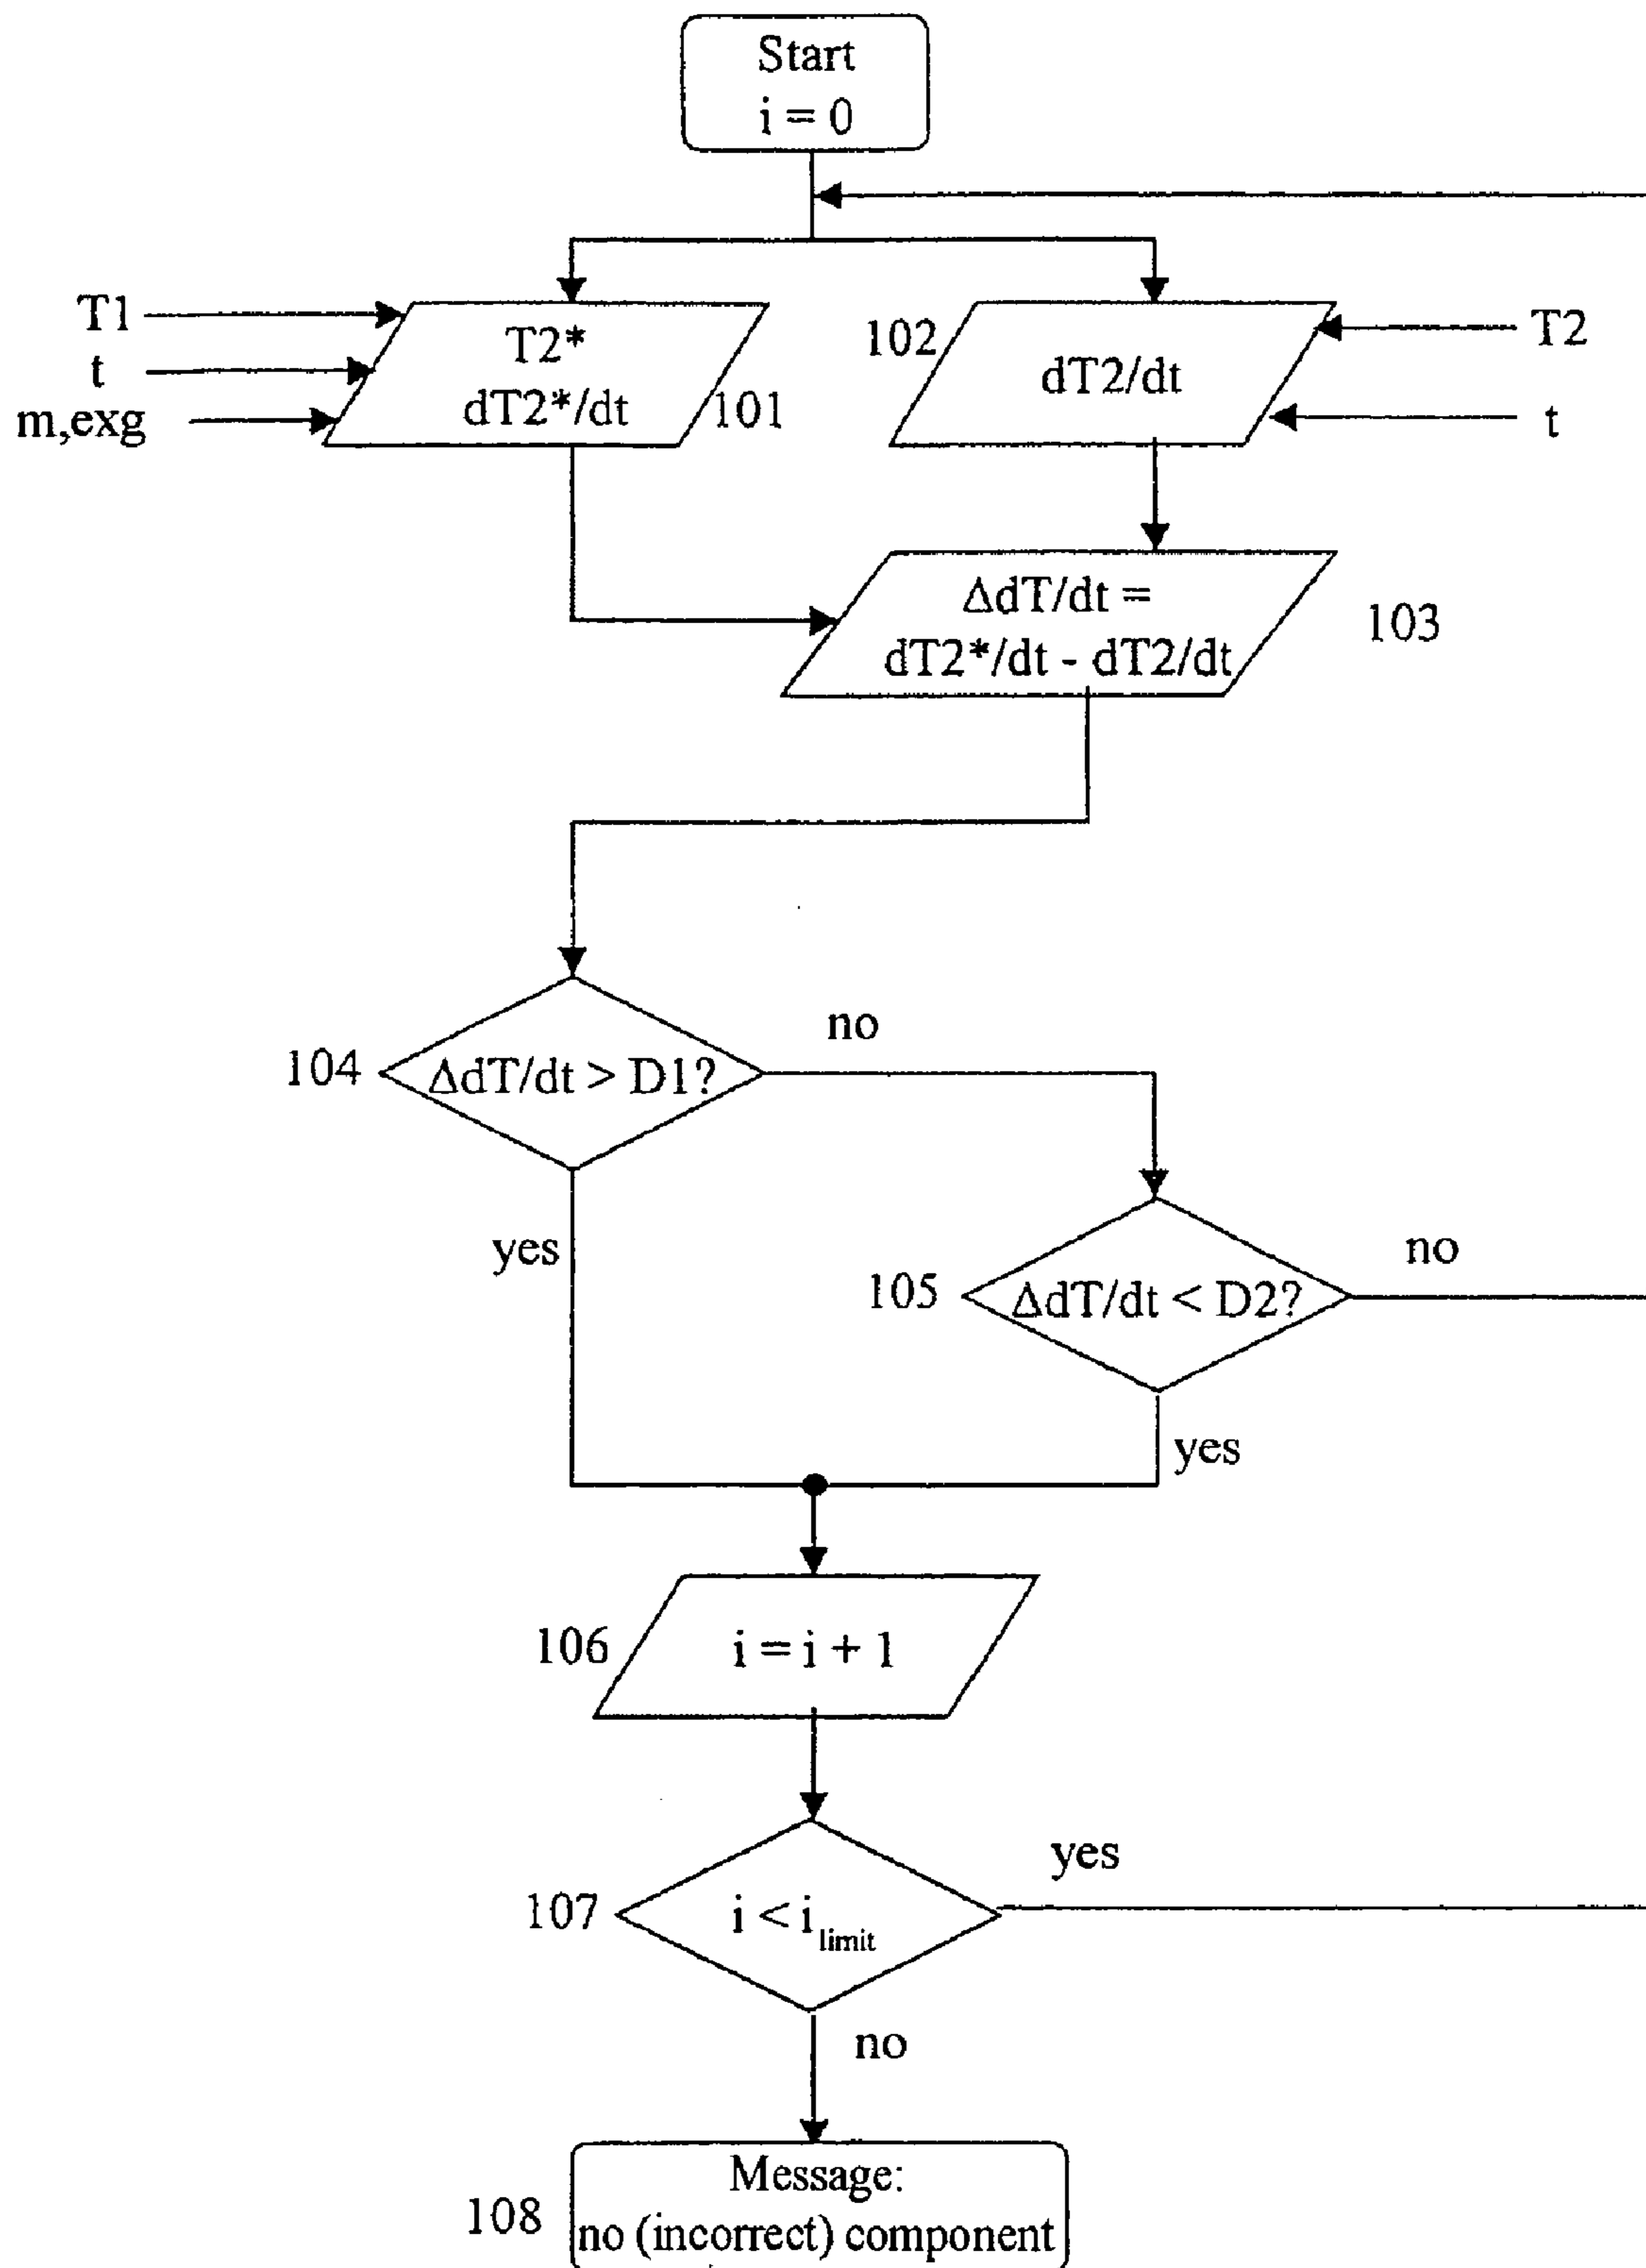 Start
i = 0
T1
t
m,exg
T2*
dT2*/dt
101
102
dT2/dt
T2
t
ΔdT/dt =
dT2*/dt - dT2/dt
103
104
ΔdT/dt > D1?
no
yes
105
ΔdT/dt < D2?
no
yes
106
i = i + 1
107
i < i limit
yes
no
108
Message:
no (incorrect) component